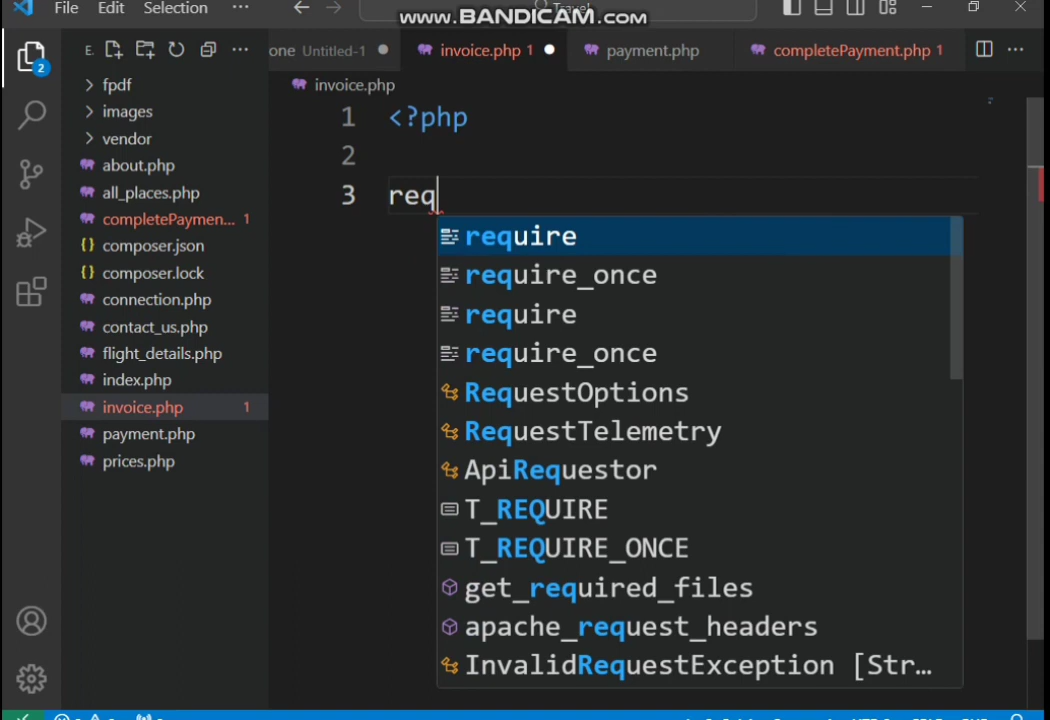 File Edit Selection ···
www.BANDICAM.com
Travel
one Untitled-1
invoice.php 1
payment.php
completePayment.php 1
···
E.
···
2
invoice.php
fpdf
images
vendor
about.php
all_places.php
completePaymen... 1
composer.json
composer.lock
connection.php
contact_us.php
flight_details.php
index.php
invoice.php 1
payment.php
prices.php
1 <?php
2
3 req
require
require_once
require
require_once
RequestOptions
RequestTelemetry
ApiRequestor
T_REQUIRE
T_REQUIRE_ONCE
get_required_files
apache_request_headers
InvalidRequestException [Str...